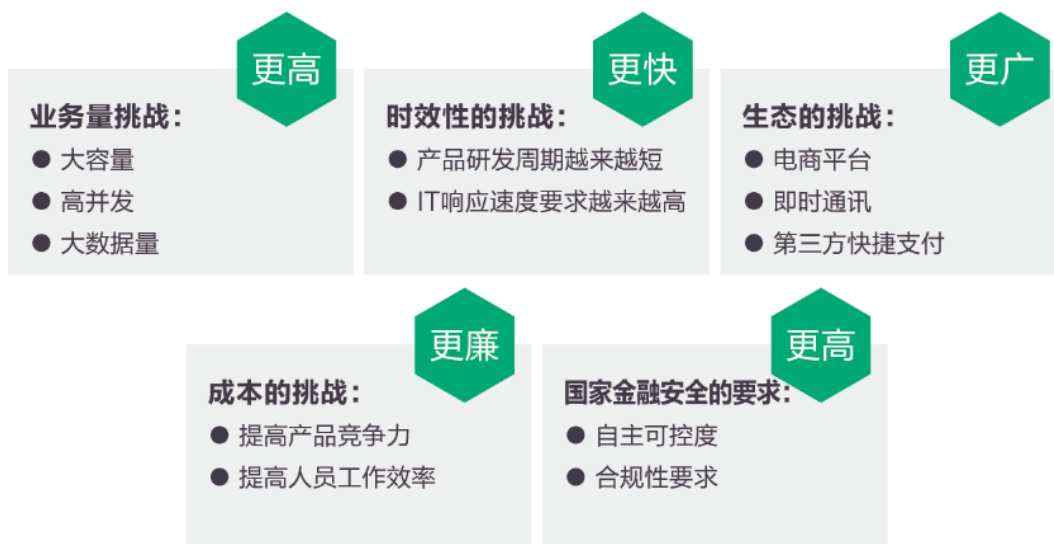 更高
业务量挑战：
● 大容量
● 高并发
● 大数据量
更快
时效性的挑战：
● 产品研发周期越来越短
● IT响应速度要求越来越高
更广
生态的挑战：
● 电商平台
● 即时通讯
● 第三方快捷支付
更廉
成本的挑战：
● 提高产品竞争力
● 提高人员工作效率
更高
国家金融安全的要求：
● 自主可控度
● 合规性要求